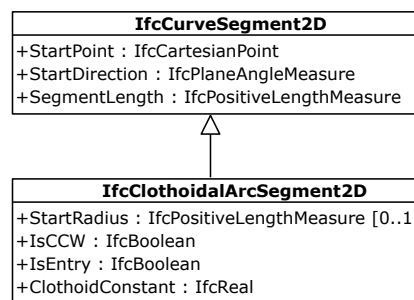 IfcCurveSegment2D
+StartPoint : IfcCartesianPoint
+StartDirection : IfcPlaneAngleMeasure
+SegmentLength : IfcPositiveLengthMeasure
IfcClothoidalArcSegment2D
+StartRadius : IfcPositiveLengthMeasure [0..1
+IsCCW : IfcBoolean
+IsEntry : IfcBoolean
+ClothoidConstant : IfcReal